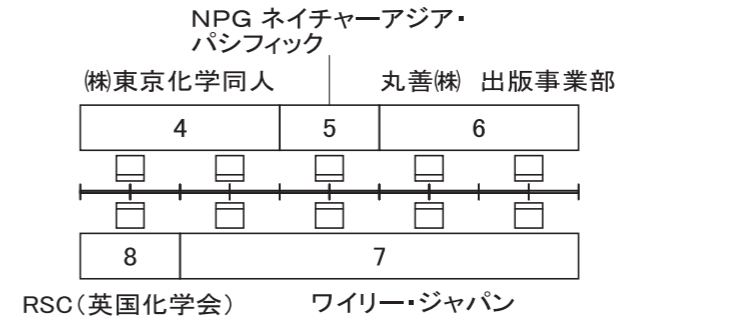 NPG ネイチャーアジア・
パシフィック
㈱東京化学同人
丸善㈱ 出版事業部
4
5
6
8
7
RSC（英国化学会）
ワイリー・ジャパン